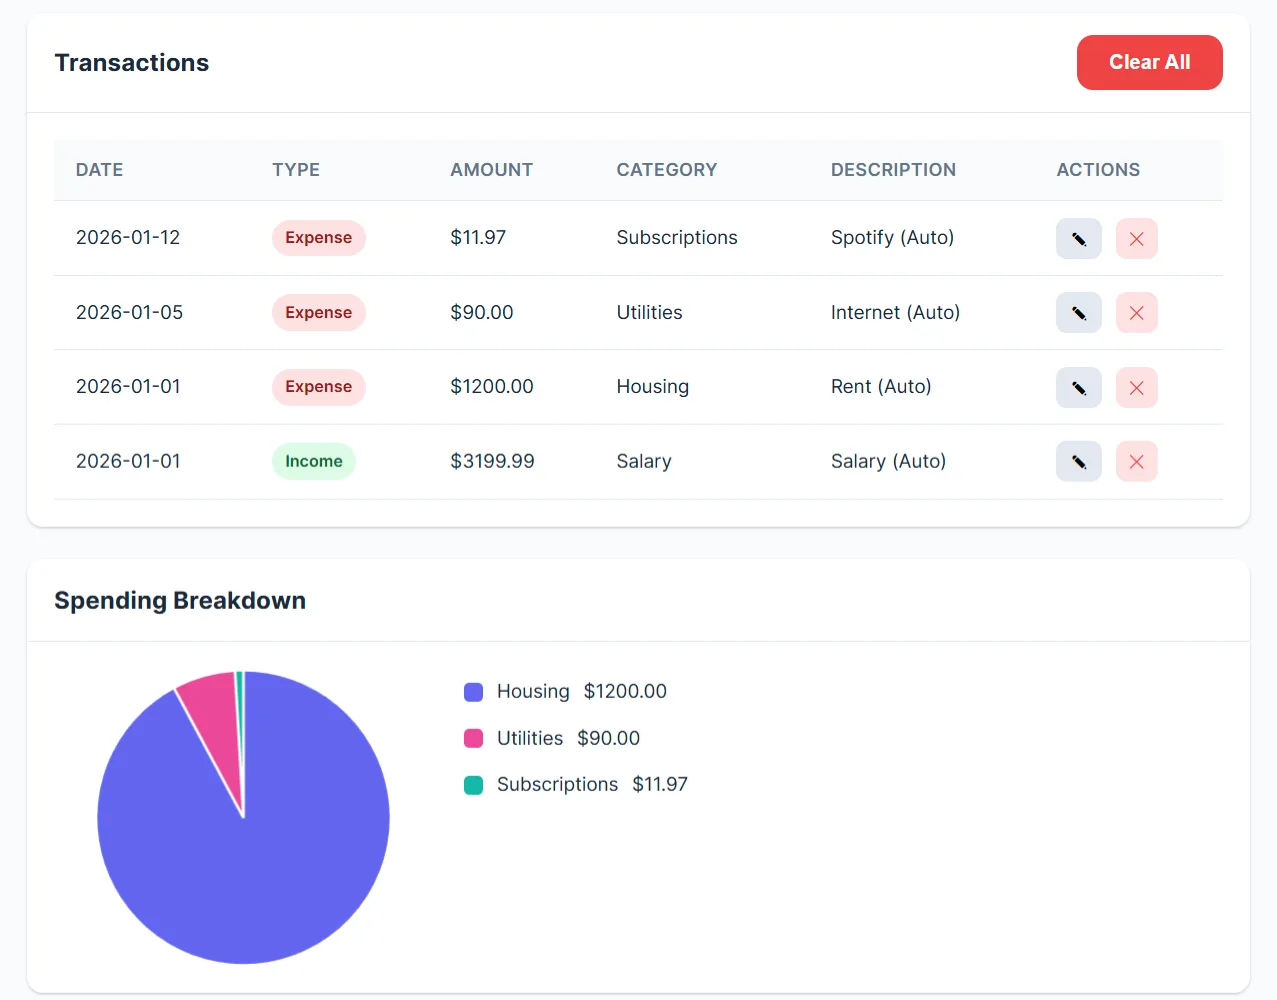 Transactions
Clear All
DATE TYPE AMOUNT CATEGORY DESCRIPTION ACTIONS
2026-01-12 Expense $11.97 Subscriptions Spotify (Auto)
2026-01-05 Expense $90.00 Utilities Internet (Auto)
2026-01-01 Expense $1200.00 Housing Rent (Auto)
2026-01-01 Income $3199.99 Salary Salary (Auto)
Spending Breakdown
Housing $1200.00
Utilities $90.00
Subscriptions $11.97